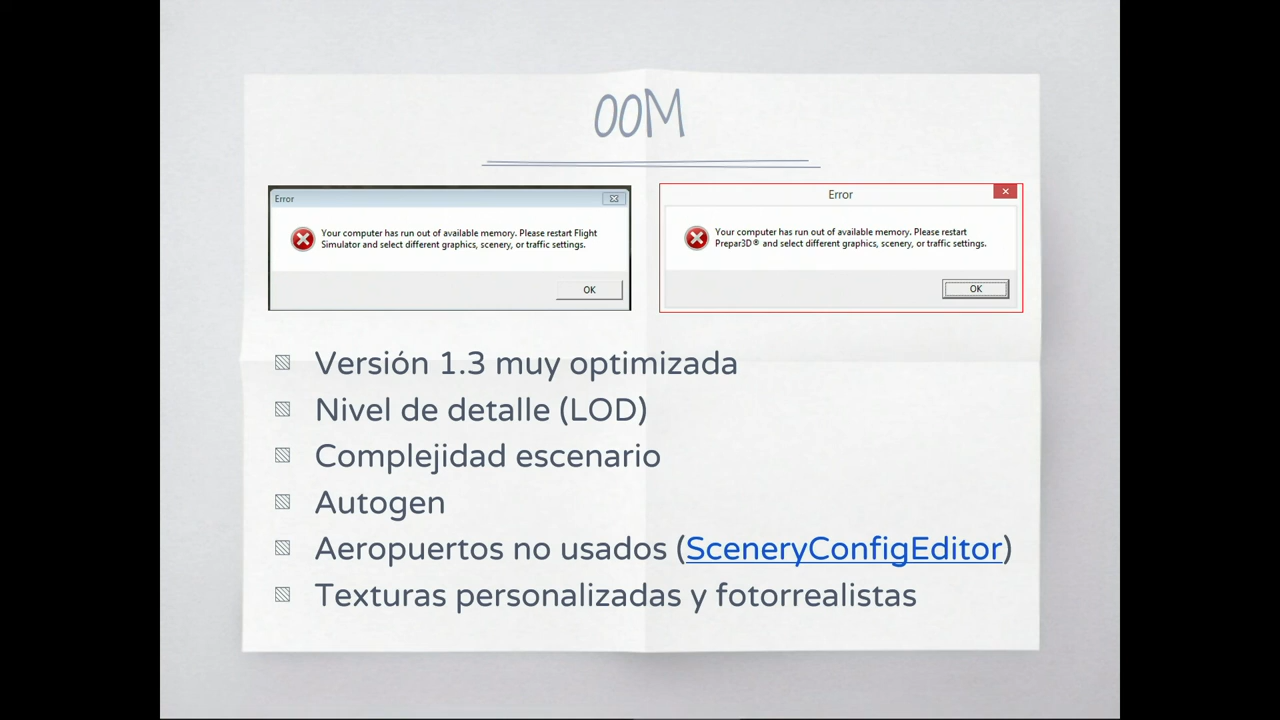 OOM
Error
Your computer has run out of available memory. Please restart Flight
Simulator and select different graphics, scenery, or traffic settings.
OK
Error
Your computer has run out of available memory. Please restart
Prepar3D® and select different graphics, scenery, or traffic settings.
OK
Versión 1.3 muy optimizada
Nivel de detalle (LOD)
Complejidad escenario
Autogen
Aeropuertos no usados (SceneryConfigEditor)
Texturas personalizadas y fotorrealistas